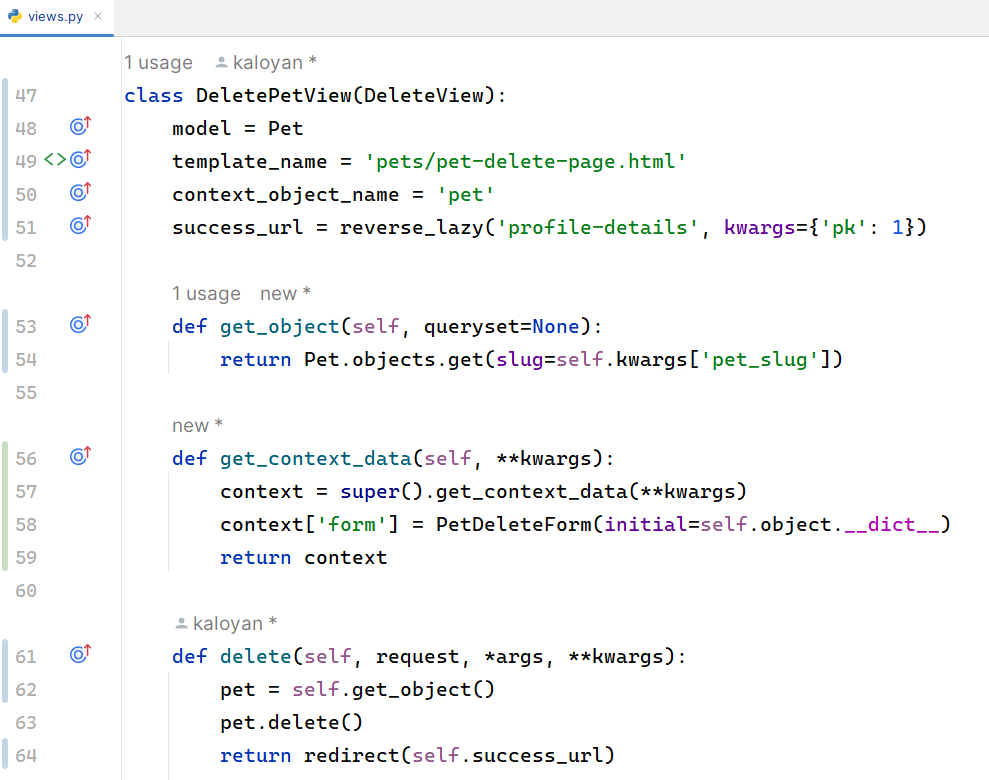 views.py ×
1 usage kaloyan *
47 class DeletePetView(DeleteView):
48 model = Pet
49 <> template_name = 'pets/pet-delete-page.html'
50 context_object_name = 'pet'
51 success_url = reverse_lazy('profile-details', kwargs={'pk': 1})
52
1 usage new *
53 def get_object(self, queryset=None):
54 return Pet.objects.get(slug=self.kwargs['pet_slug'])
55
new *
56 def get_context_data(self, **kwargs):
57 context = super().get_context_data(**kwargs)
58 context['form'] = PetDeleteForm(initial=self.object.__dict__)
59 return context
60
kaloyan *
61 def delete(self, request, *args, **kwargs):
62 pet = self.get_object()
63 pet.delete()
64 return redirect(self.success_url)